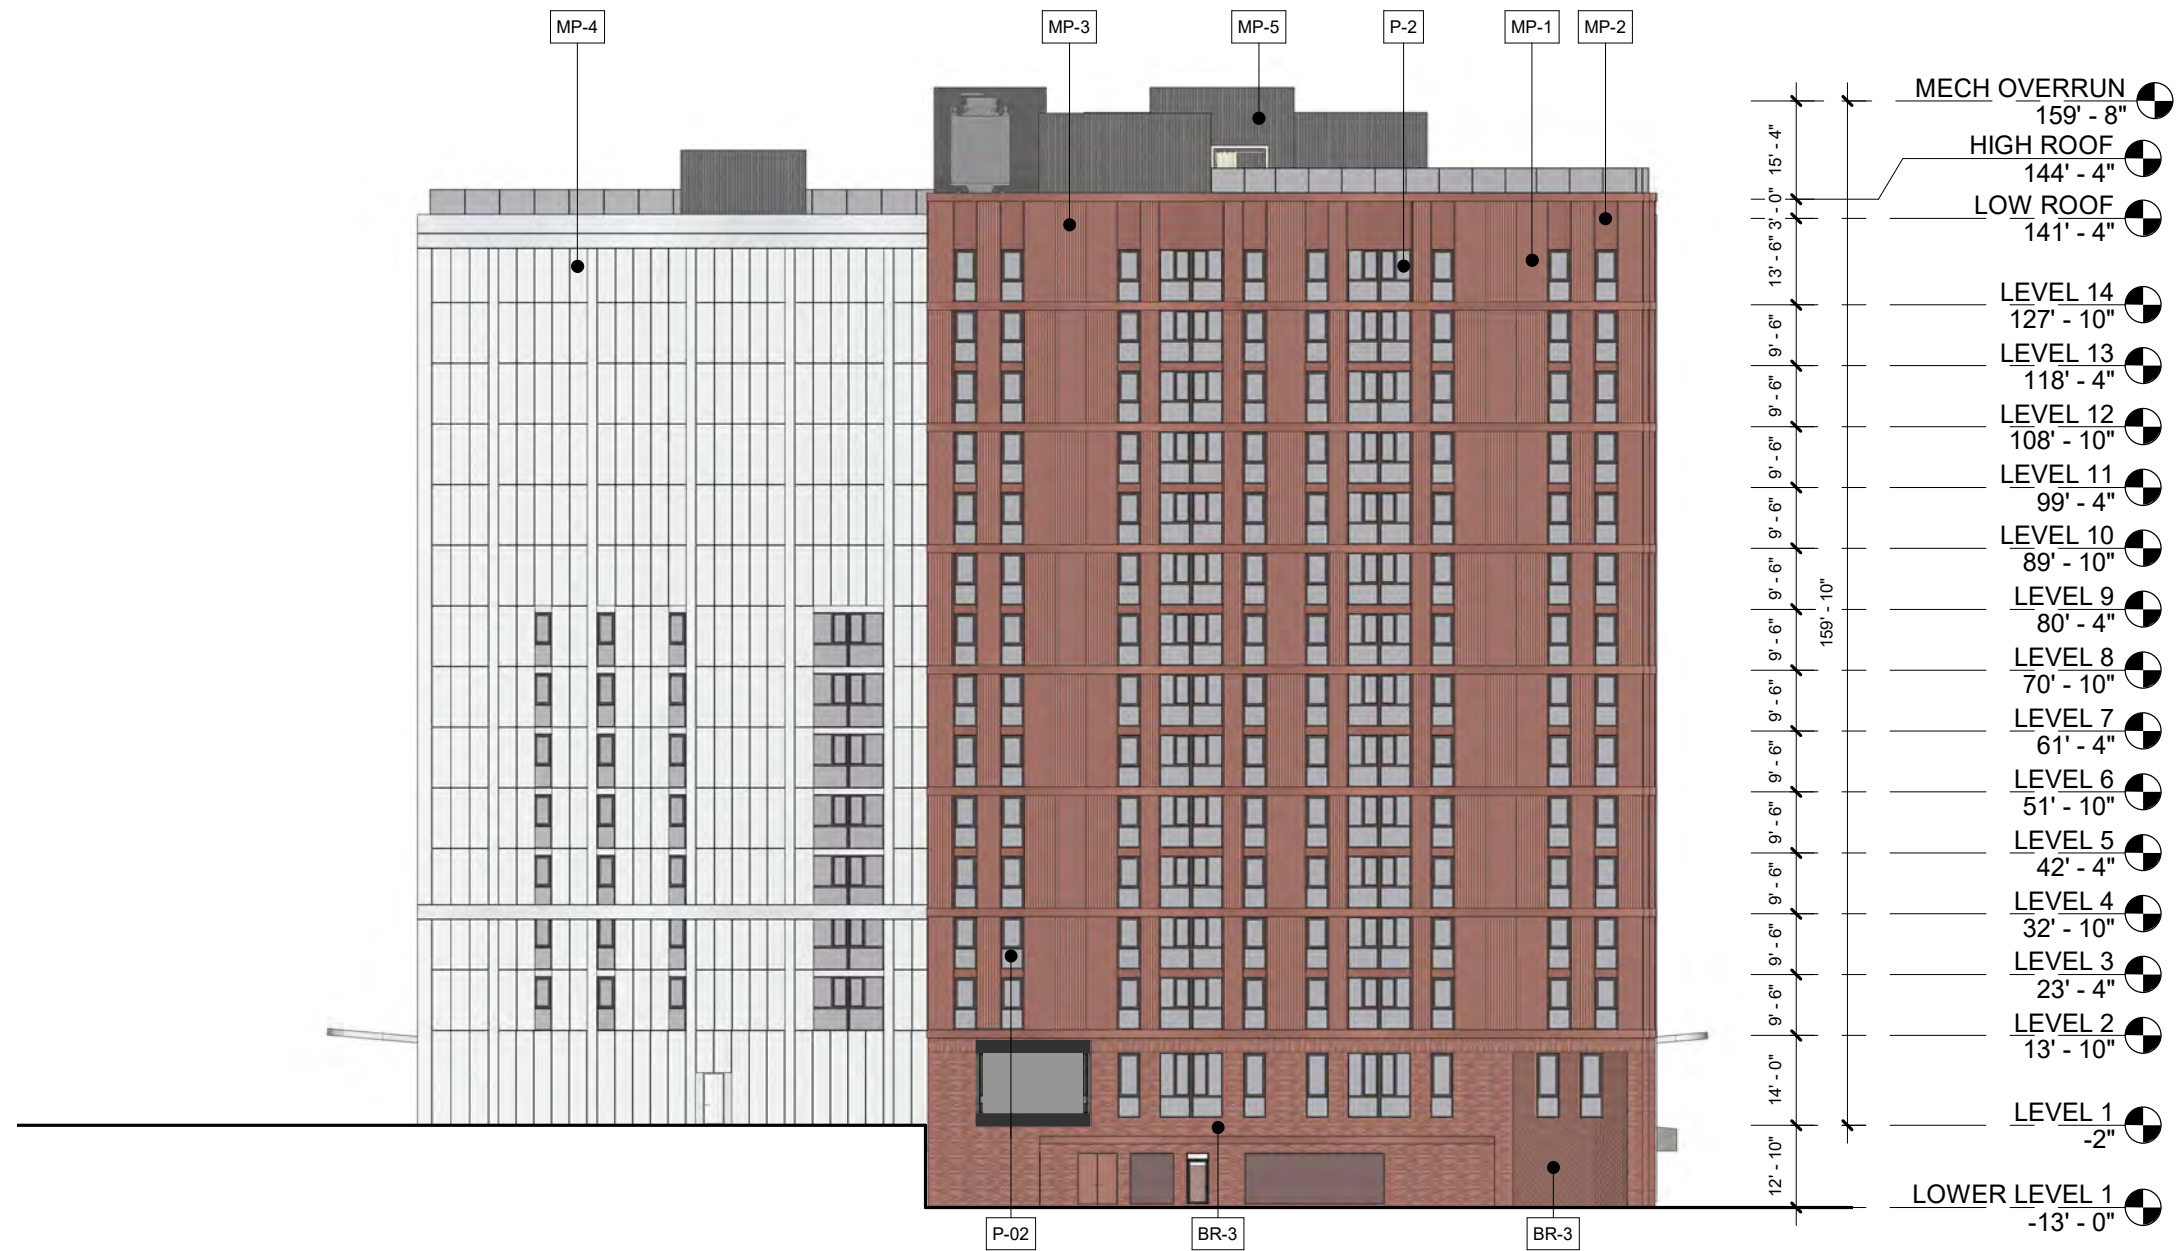 MP-4
MP-3
MP-5
P-2
MP-1
MP-2
MECH OVERRUN
159' - 8"
HIGH ROOF
144' - 4"
LOW ROOF
141' - 4"
LEVEL 14
127' - 10"
LEVEL 13
118' - 4"
LEVEL 12
108' - 10"
LEVEL 11
99' - 4"
LEVEL 10
89' - 10"
LEVEL 9
80' - 4"
LEVEL 8
70' - 10"
LEVEL 7
61' - 4"
LEVEL 6
51' - 10"
LEVEL 5
42' - 4"
LEVEL 4
32' - 10"
LEVEL 3
23' - 4"
LEVEL 2
13' - 10"
LEVEL 1
-2"
LOWER LEVEL 1
-13' - 0"
15' - 4"
3' - 0"
13' - 6"
9' - 6"
9' - 6"
9' - 6"
9' - 6"
9' - 6"
9' - 6"
9' - 6"
9' - 6"
9' - 6"
9' - 6"
9' - 6"
9' - 6"
14' - 0"
12' - 10"
159' - 10"
P-02
BR-3
BR-3